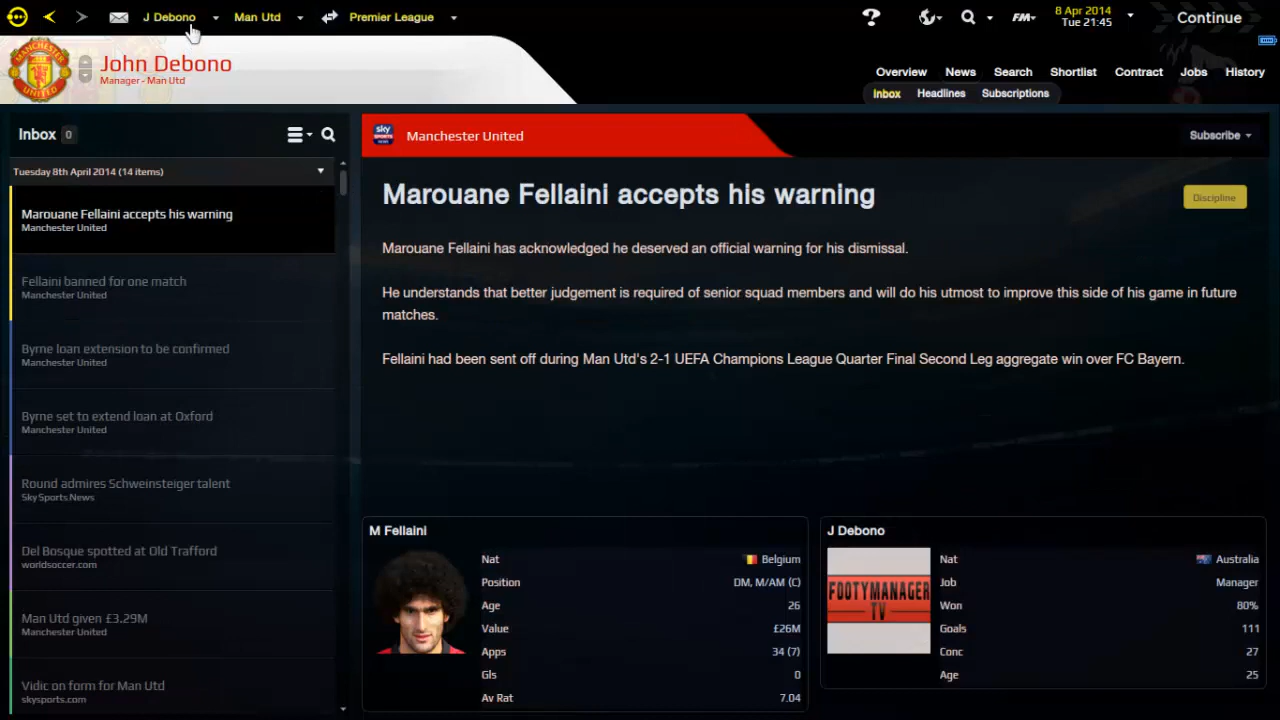 J Debono
Man Utd
Premier League
8 Apr 2014
Tue 21:45
FM
Continue
MANCHESTER
UNITED
John Debono
Manager - Man Utd
Overview News Search Shortlist Contract Jobs History
Inbox Headlines Subscriptions
Inbox 0
Tuesday 8th April 2014 (14 items)
Marouane Fellaini accepts his warning
Manchester United
Fellaini banned for one match
Manchester United
Byrne loan extension to be confirmed
Manchester United
Byrne set to extend loan at Oxford
Manchester United
Round admires Schweinsteiger talent
Sky Sports News
Del Bosque spotted at Old Trafford
worldsoccer.com
Man Utd given £3.29M
Manchester United
Vidic on form for Man Utd
skysports.com
sky
SPORTS
NEWS
Manchester United
Subscribe
Marouane Fellaini accepts his warning
Discipline
Marouane Fellaini has acknowledged he deserved an official warning for his dismissal.
He understands that better judgement is required of senior squad members and will do his utmost to improve this side of his game in future
matches.
Fellaini had been sent off during Man Utd's 2-1 UEFA Champions League Quarter Final Second Leg aggregate win over FC Bayern.
M Fellaini
Nat Belgium
Position DM, M/AM (C)
Age 26
Value £26M
Apps 34 (7)
Gls 0
Av Rat 7.04
J Debono
FOOTYMANAGER
TV
Nat Australia
Job Manager
Won 80%
Goals 111
Conc 27
Age 25